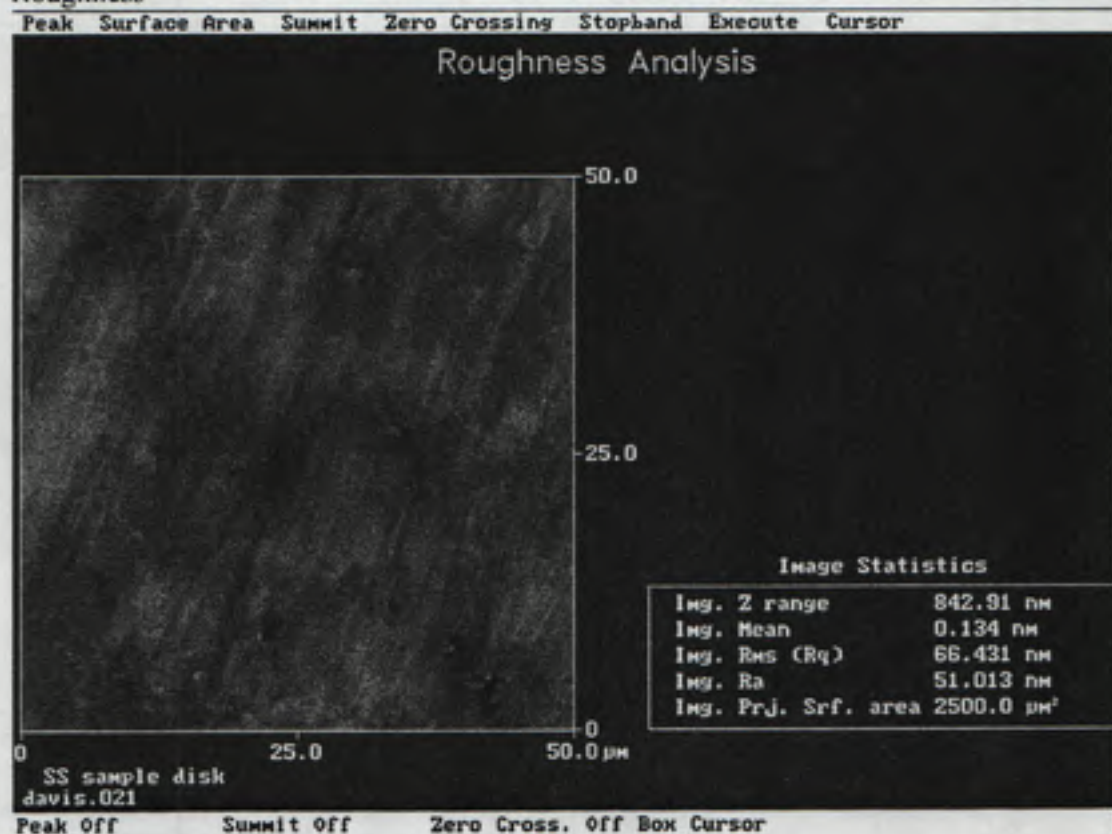 Roughness
Peak Surface Area Summit Zero Crossing Stopband Execute Cursor
Roughness Analysis
50.0
25.0
0
0 25.0 50.0 µm
SS sample disk
davis.021
Image Statistics
Img. Z range 842.91 nm
Img. Mean 0.134 nm
Img. Rms (Rq) 66.431 nm
Img. Ra 51.013 nm
Img. Prj. Srf. area 2500.0 µm²
Peak Off Summit Off Zero Cross. Off Box Cursor